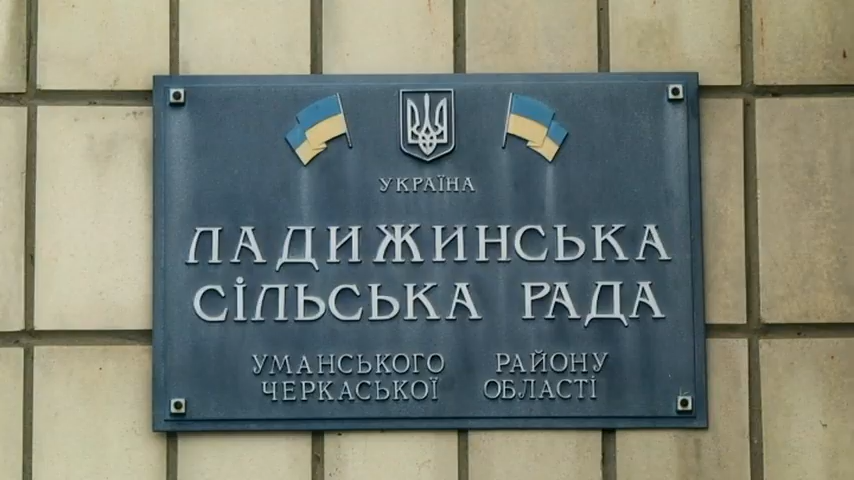 УКРАЇНА
ЛАДИЖИНСЬКА
СІЛЬСЬКА РАДА
УМАНСЬКОГО РАЙОНУ
ЧЕРКАСЬКОЇ ОБЛАСТІ